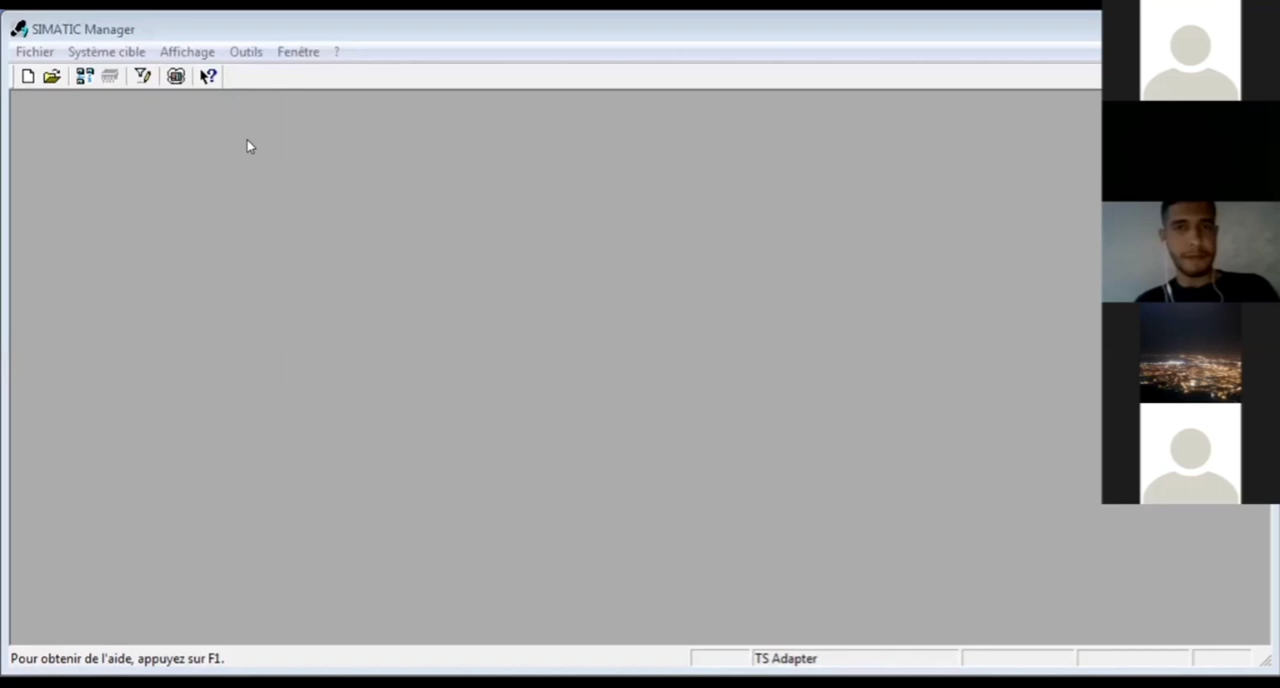 SIMATIC Manager
Fichier Système cible Affichage Outils Fenêtre ?
Pour obtenir de l'aide, appuyez sur F1.
TS Adapter